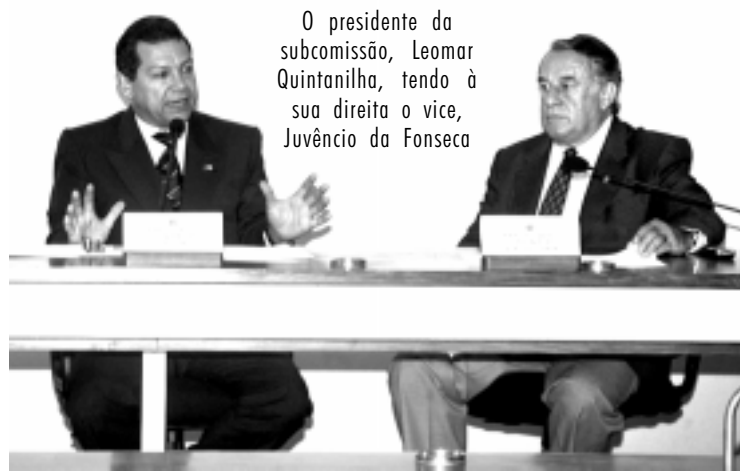 O presidente da
subcomissão, Leomar
Quintanilha, tendo à
sua direita o vice,
Juvêncio da Fonseca